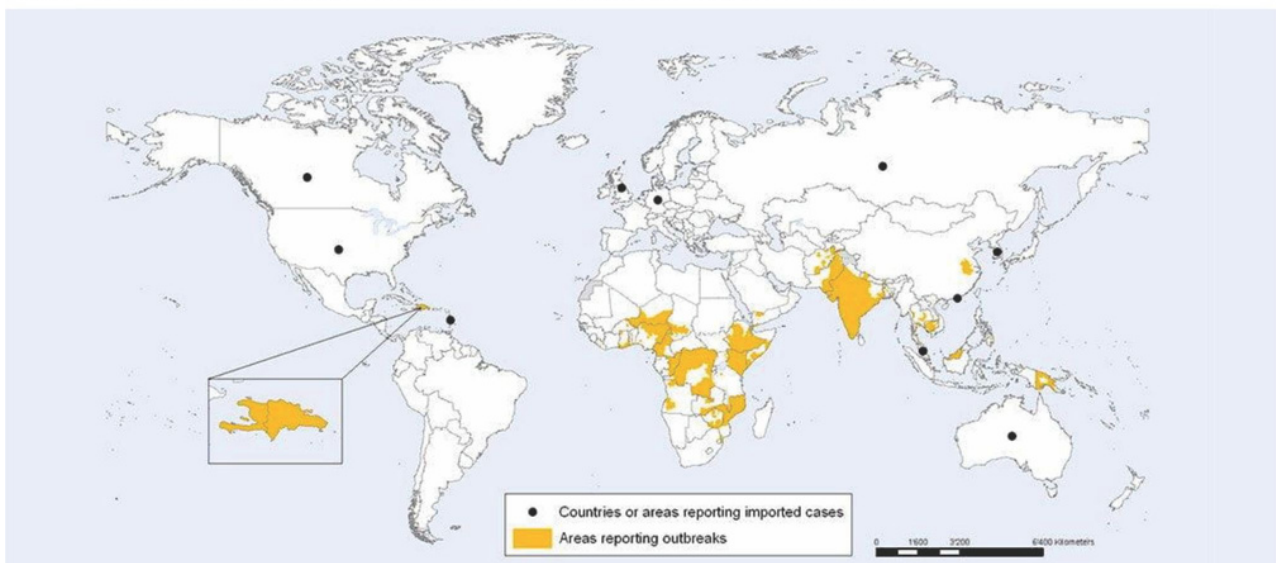 Countries or areas reporting imported cases
Areas reporting outbreaks
0 1'600 3'200 6'400 Kilometers